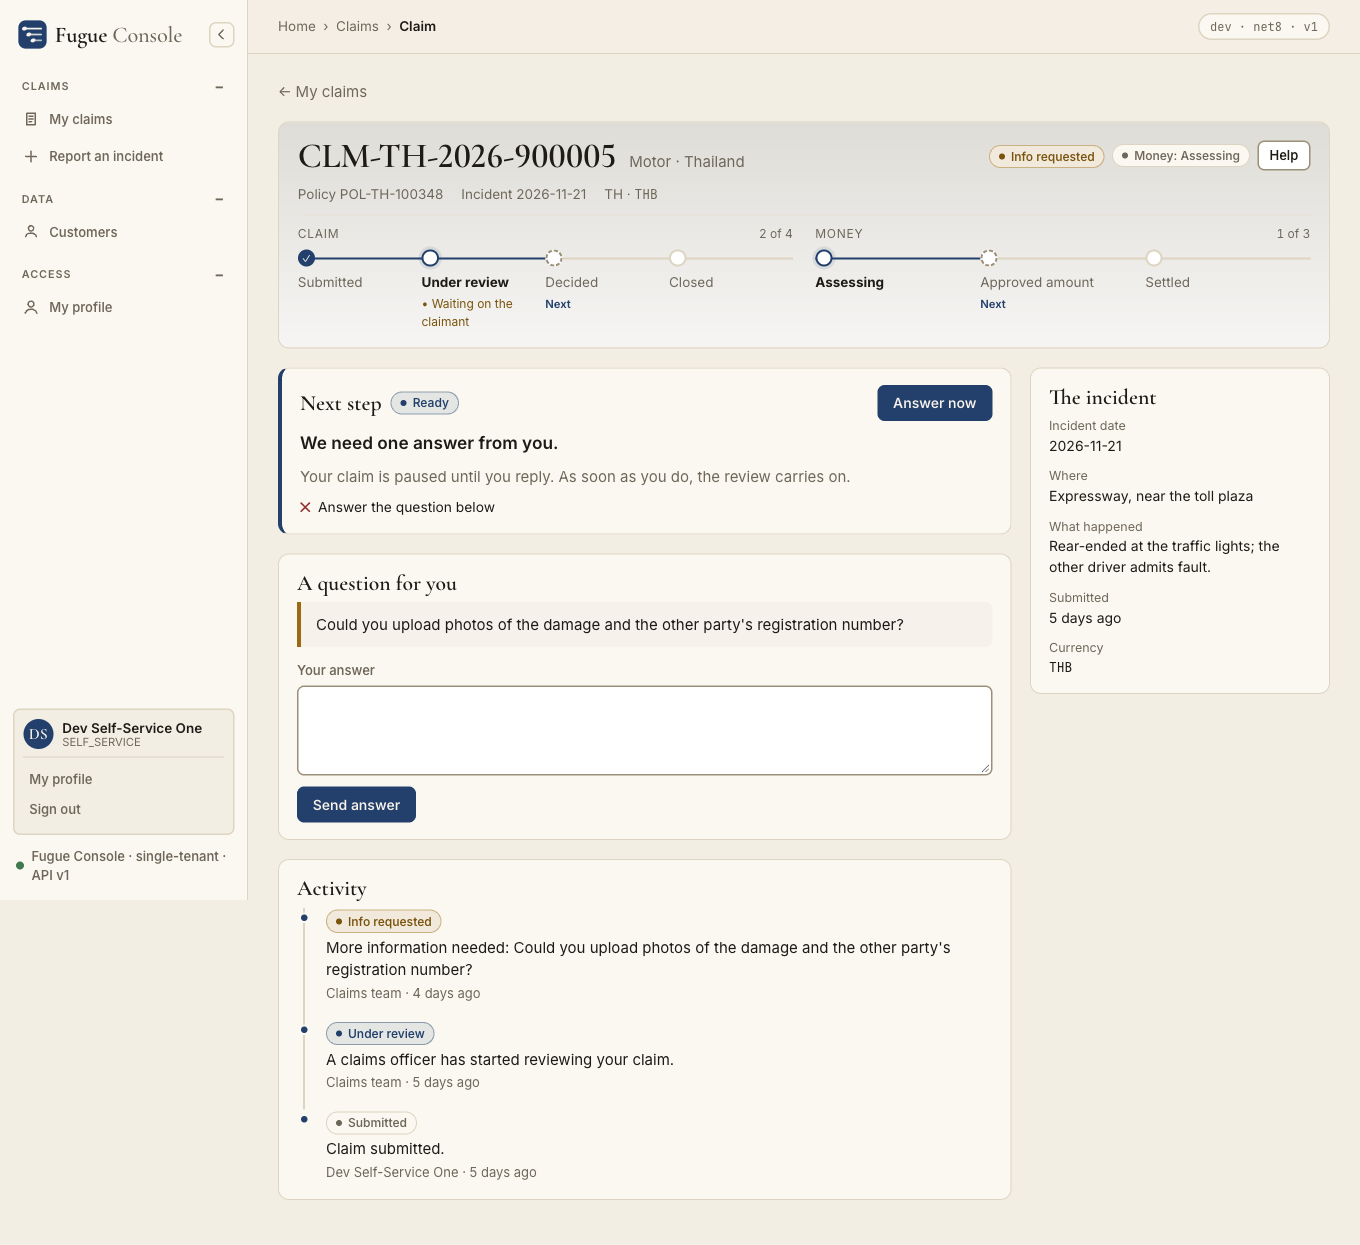 Fugue Console
CLAIMS
My claims
Report an incident
DATA
Customers
ACCESS
My profile
DS
Dev Self-Service One
SELF_SERVICE
My profile
Sign out
Fugue Console · single-tenant ·
API v1
Home › Claims › Claim
dev · net8 · v1
← My claims
CLM-TH-2026-900005 Motor · Thailand
Info requested
Money: Assessing
Help
Policy POL-TH-100348 Incident 2026-11-21 TH · THB
CLAIM 2 of 4
Submitted
Under review
• Waiting on the
claimant
Decided
Next
Closed
MONEY 1 of 3
Assessing
Approved amount
Next
Settled
Next step
Ready
Answer now
We need one answer from you.
Your claim is paused until you reply. As soon as you do, the review carries on.
Answer the question below
A question for you
Could you upload photos of the damage and the other party's registration number?
Your answer
Send answer
Activity
Info requested
More information needed: Could you upload photos of the damage and the other party's
registration number?
Claims team · 4 days ago
Under review
A claims officer has started reviewing your claim.
Claims team · 5 days ago
Submitted
Claim submitted.
Dev Self-Service One · 5 days ago
The incident
Incident date
2026-11-21
Where
Expressway, near the toll plaza
What happened
Rear-ended at the traffic lights; the
other driver admits fault.
Submitted
5 days ago
Currency
THB